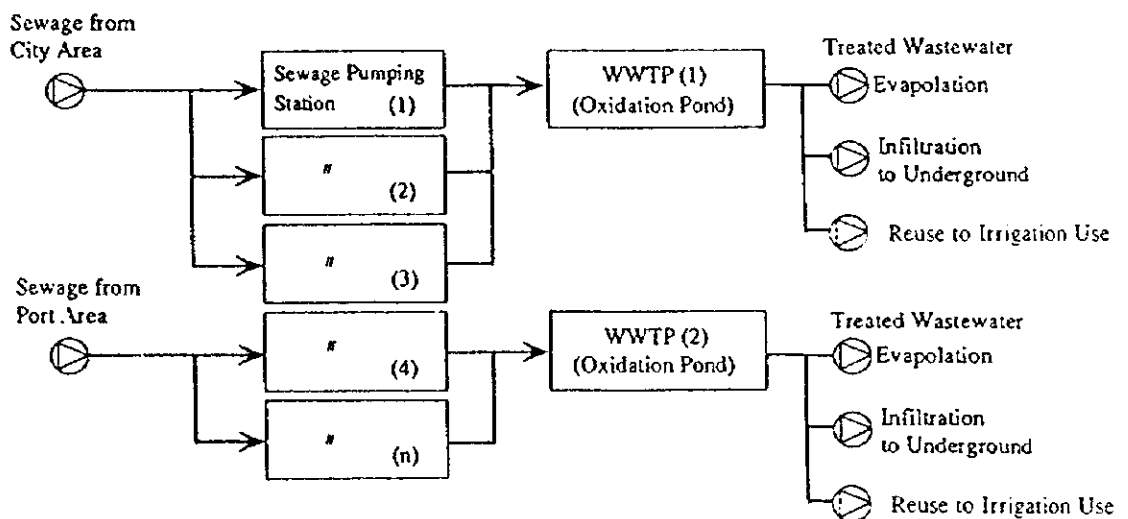 Sewage from
City Area
Sewage Pumping
Station (1)
〃 (2)
〃 (3)
WWTP (1)
(Oxidation Pond)
Treated Wastewater
Evapolation
Infiltration
to Underground
Reuse to Irrigation Use
Sewage from
Port Area
〃 (4)
〃 (n)
WWTP (2)
(Oxidation Pond)
Treated Wastewater
Evapolation
Infiltration
to Underground
Reuse to Irrigation Use